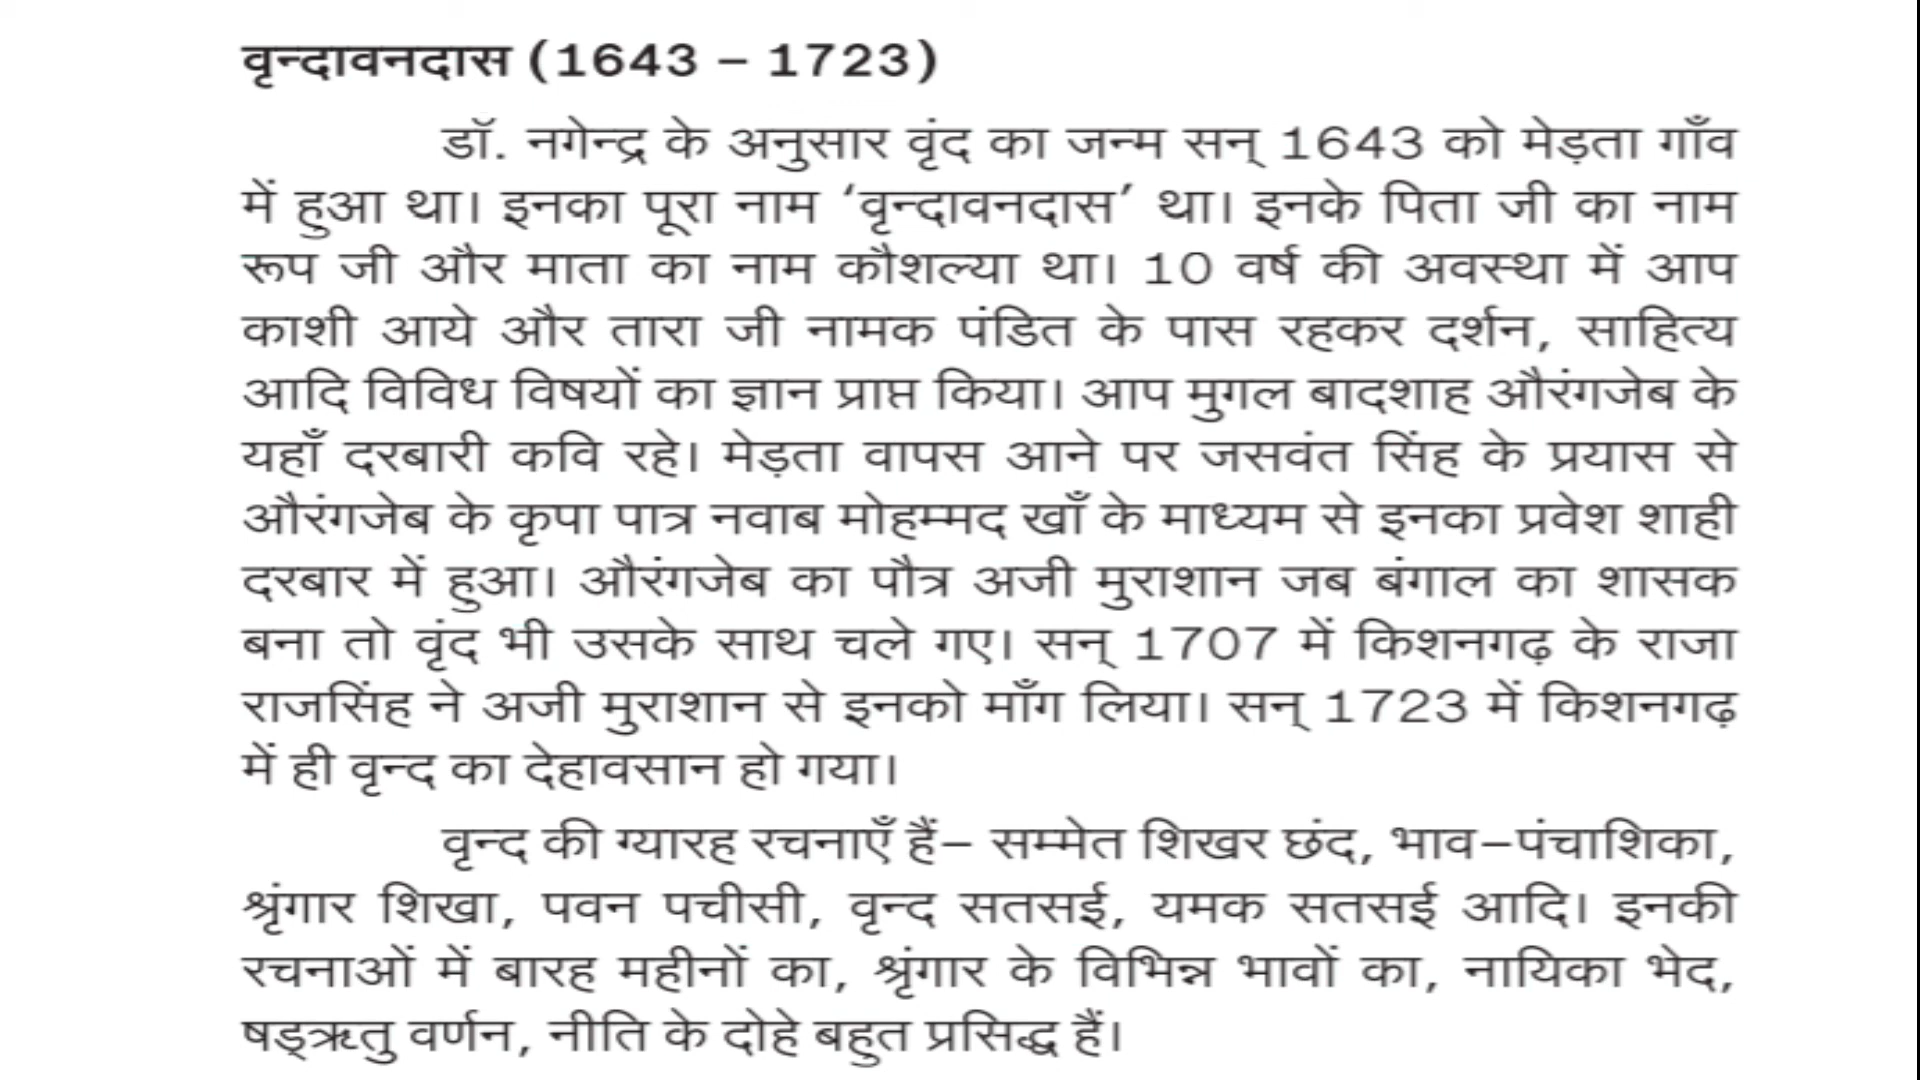 वृन्दावनदास (1643 – 1723)
डॉ. नगेन्द्र के अनुसार वृंद का जन्म सन् 1643 को मेड़ता गाँव
में हुआ था। इनका पूरा नाम ‘वृन्दावनदास’ था। इनके पिता जी का नाम
रूप जी और माता का नाम कौशल्या था। 10 वर्ष की अवस्था में आप
काशी आये और तारा जी नामक पंडित के पास रहकर दर्शन, साहित्य
आदि विविध विषयों का ज्ञान प्राप्त किया। आप मुगल बादशाह औरंगजेब के
यहाँ दरबारी कवि रहे। मेड़ता वापस आने पर जसवंत सिंह के प्रयास से
औरंगजेब के कृपा पात्र नवाब मोहम्मद खाँ के माध्यम से इनका प्रवेश शाही
दरबार में हुआ। औरंगजेब का पौत्र अजी मुराशान जब बंगाल का शासक
बना तो वृंद भी उसके साथ चले गए। सन् 1707 में किशनगढ़ के राजा
राजसिंह ने अजी मुराशान से इनको माँग लिया। सन् 1723 में किशनगढ़
में ही वृन्द का देहावसान हो गया।
वृन्द की ग्यारह रचनाएँ हैं– सम्मेत शिखर छंद, भाव–पंचाशिका,
श्रृंगार शिखा, पवन पचीसी, वृन्द सतसई, यमक सतसई आदि। इनकी
रचनाओं में बारह महीनों का, श्रृंगार के विभिन्न भावों का, नायिका भेद,
षड्ऋतु वर्णन, नीति के दोहे बहुत प्रसिद्ध हैं।